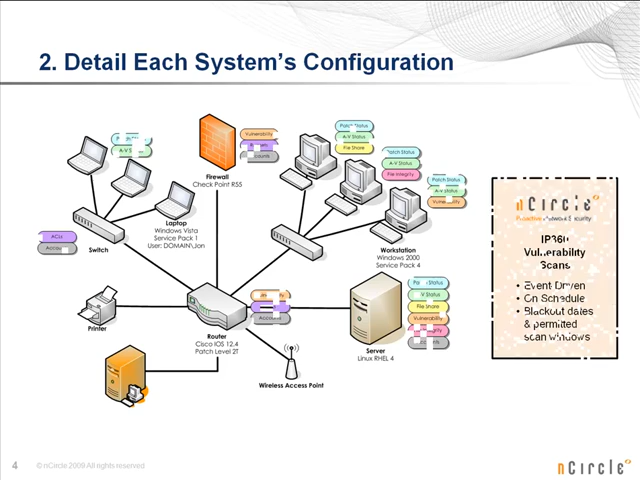 2. Detail Each System's Configuration
Patch Status
A-V Status
File Share
Vulnerability
Patch Status
A-V Status
File Integrity
Patch Status
A-V Status
Vulnerability
Firewall
Check Point R55
Laptop
Windows Vista
Service Pack 1
User: DOMAIN\Jon
ACLs
Switch
Workstation
Windows 2000
Service Pack 4
nCircle
Proactive Network Security
IP360
Vulnerability
Scans
• Event Driven
• On Schedule
• Blackout dates
& permitted
scan windows
Printer
Accounts
Router
Cisco IOS 12.4
Patch Level 2T
Status
V Status
File Share
Vulnerability
Server
Linux RHEL 4
Wireless Access Point
4
© nCircle 2009 All rights reserved
nCircle